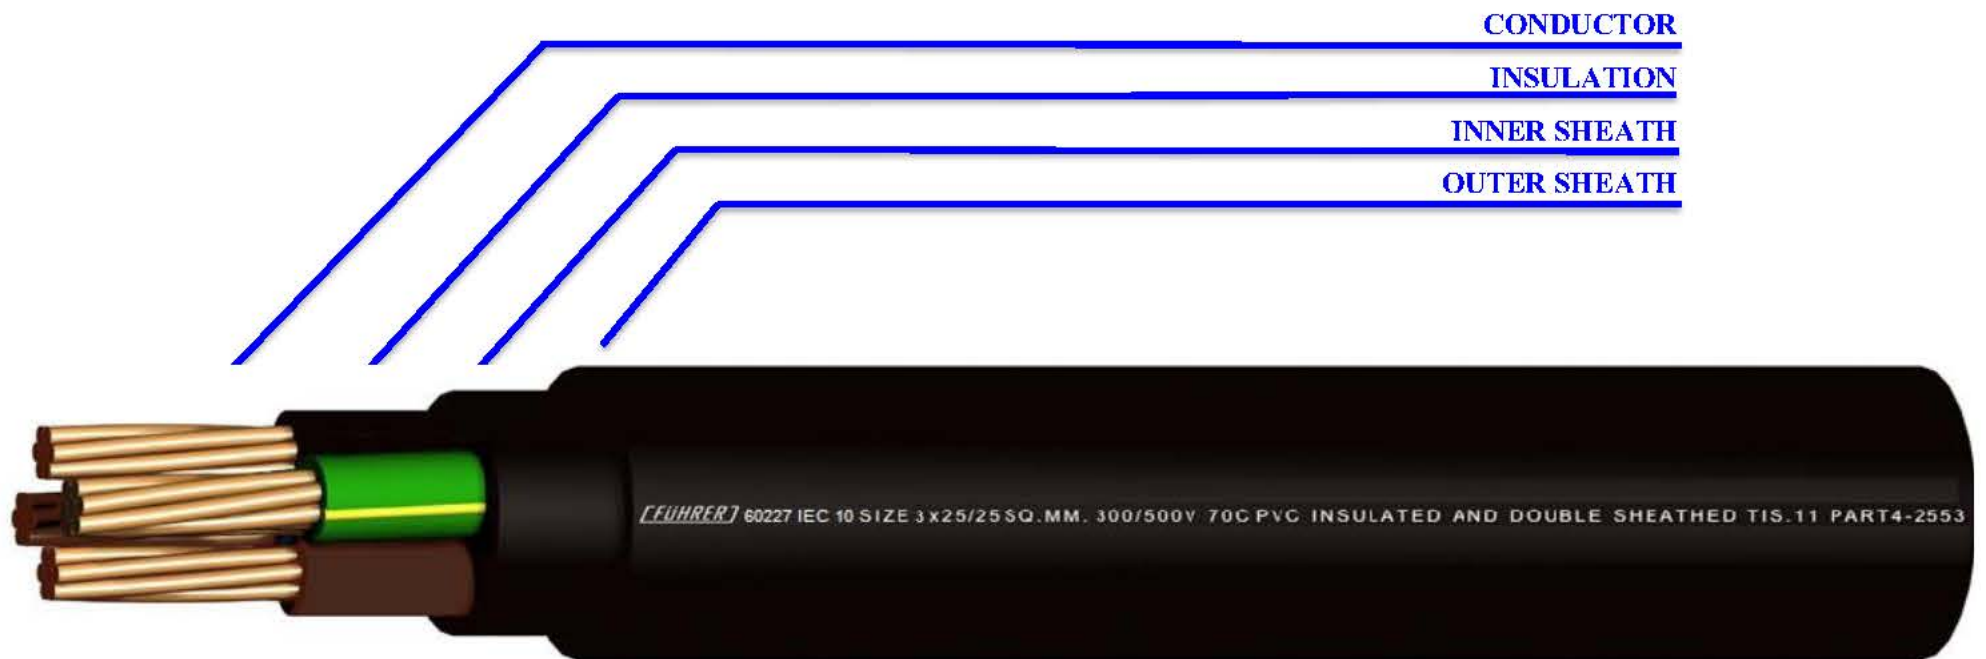 CONDUCTOR
INSULATION
INNER SHEATH
OUTER SHEATH
[FÜHRER] 60227 IEC 10 SIZE 3x25/25 SQ.MM. 300/500V 70C PVC INSULATED AND DOUBLE SHEATHED TIS.11 PART4-2553